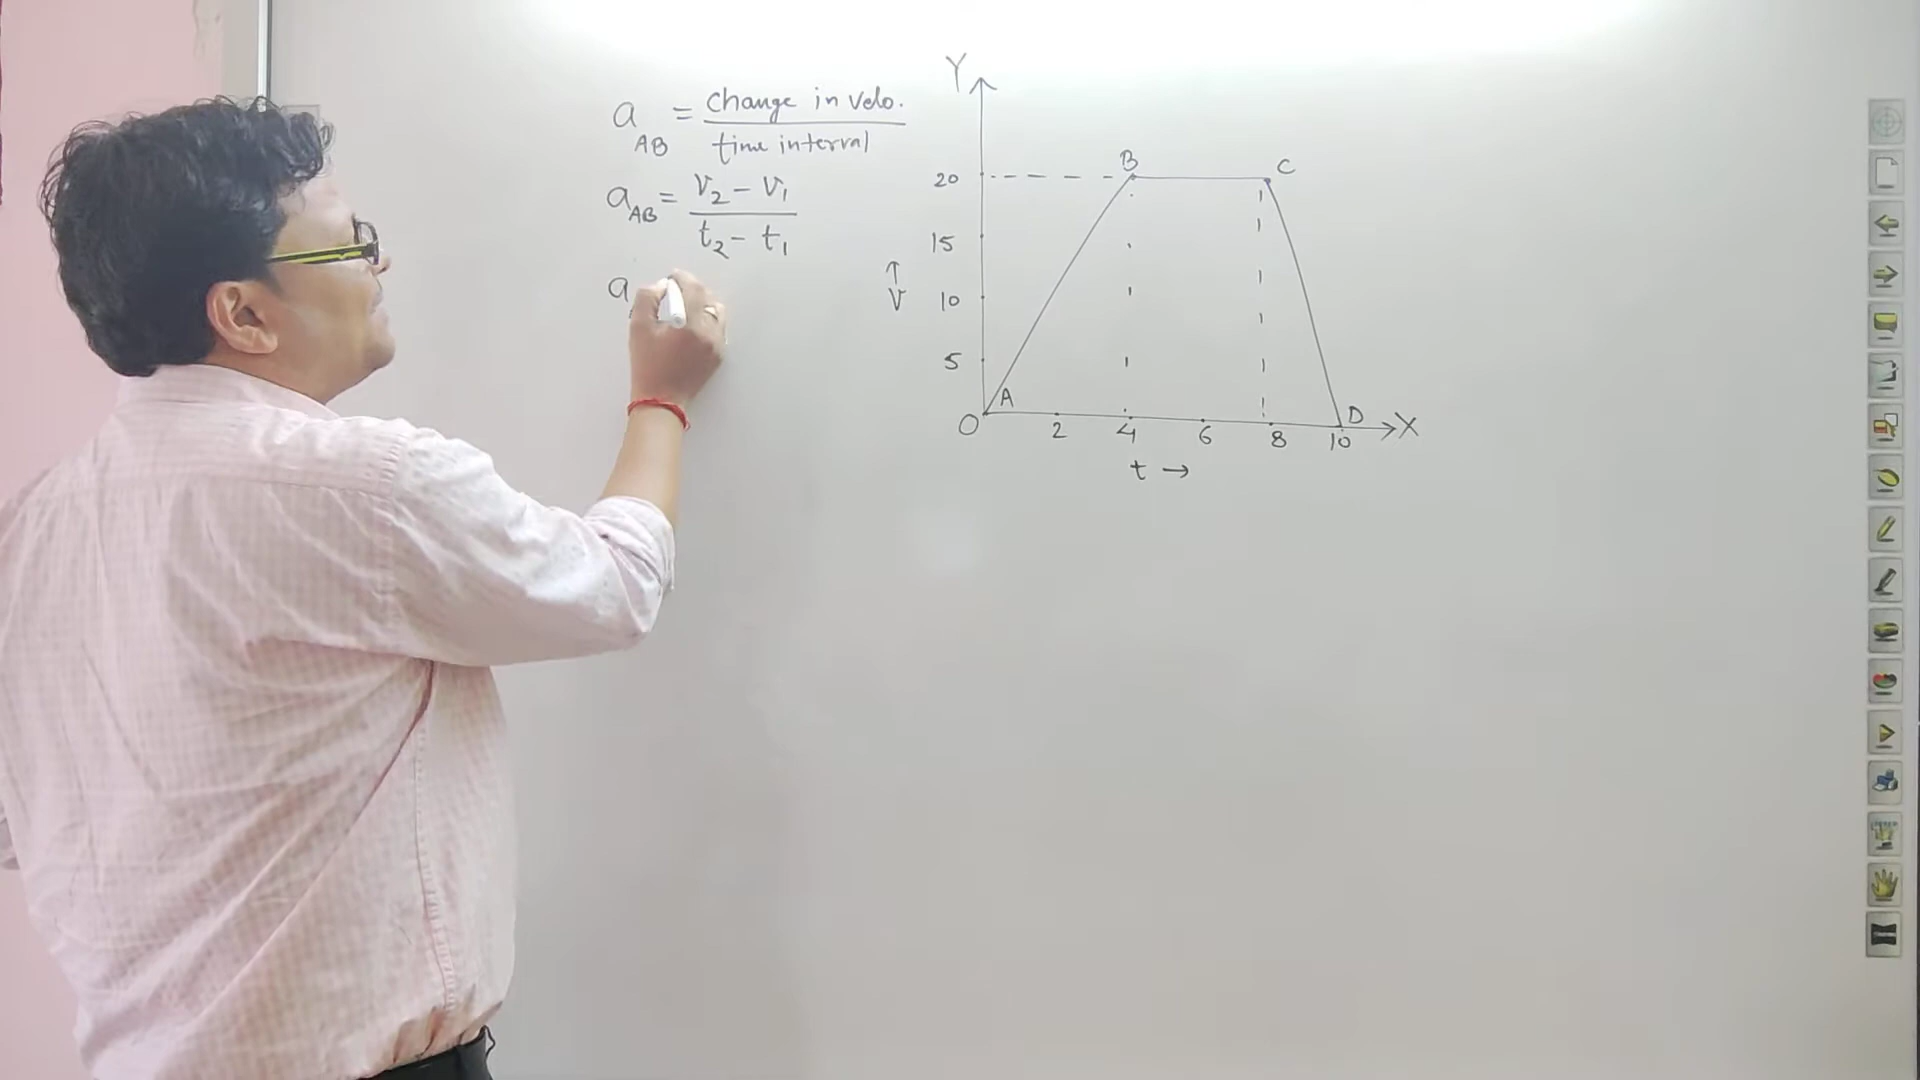 a_AB = change in velo. / time interval
a_AB = v₂ - v₁ / t₂ - t₁
a
Y
B
C
20
15
10
5
↑
v
A
O
2
4
6
8
10
D
X
t →